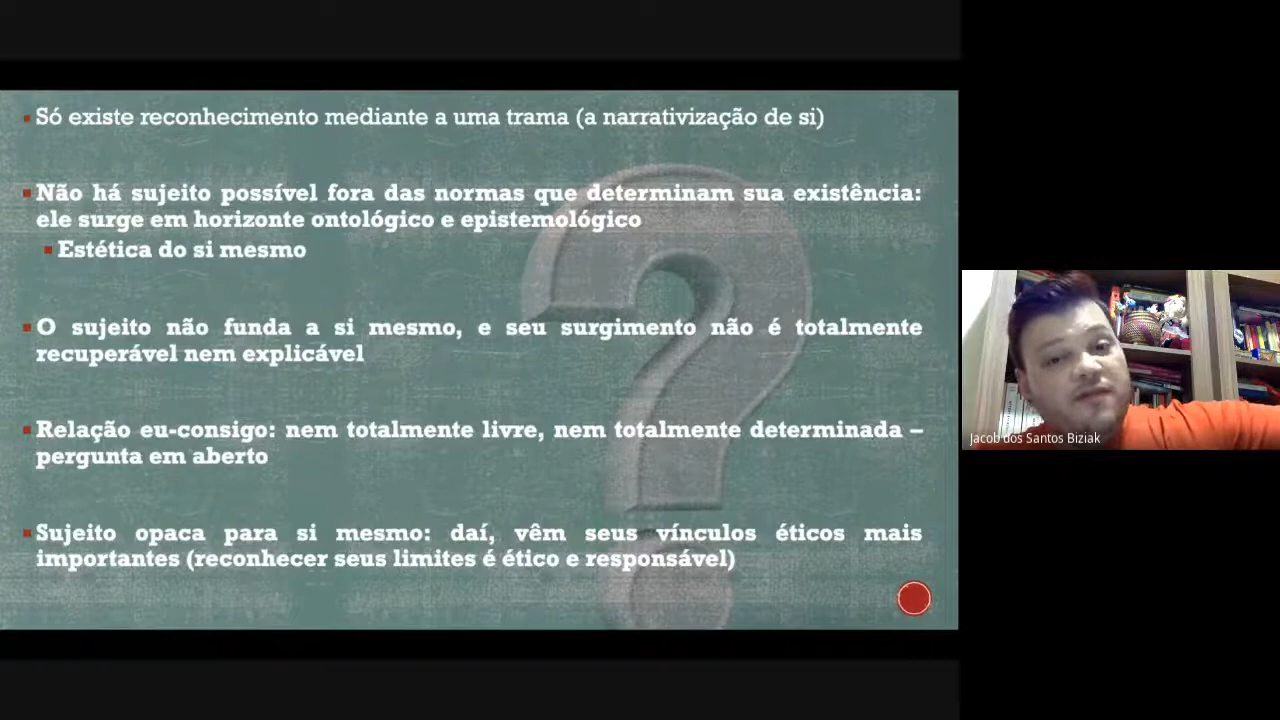 Só existe reconhecimento mediante a uma trama (a narrativização de si)
Não há sujeito possível fora das normas que determinam sua existência:
ele surge em horizonte ontológico e epistemológico
Estética do si mesmo
O sujeito não funda a si mesmo, e seu surgimento não é totalmente
recuperável nem explicável
Relação eu-consigo: nem totalmente livre, nem totalmente determinada –
pergunta em aberto
Sujeito opaca para si mesmo: daí, vêm seus vínculos éticos mais
importantes (reconhecer seus limites é ético e responsável)
Jacob dos Santos Biziak